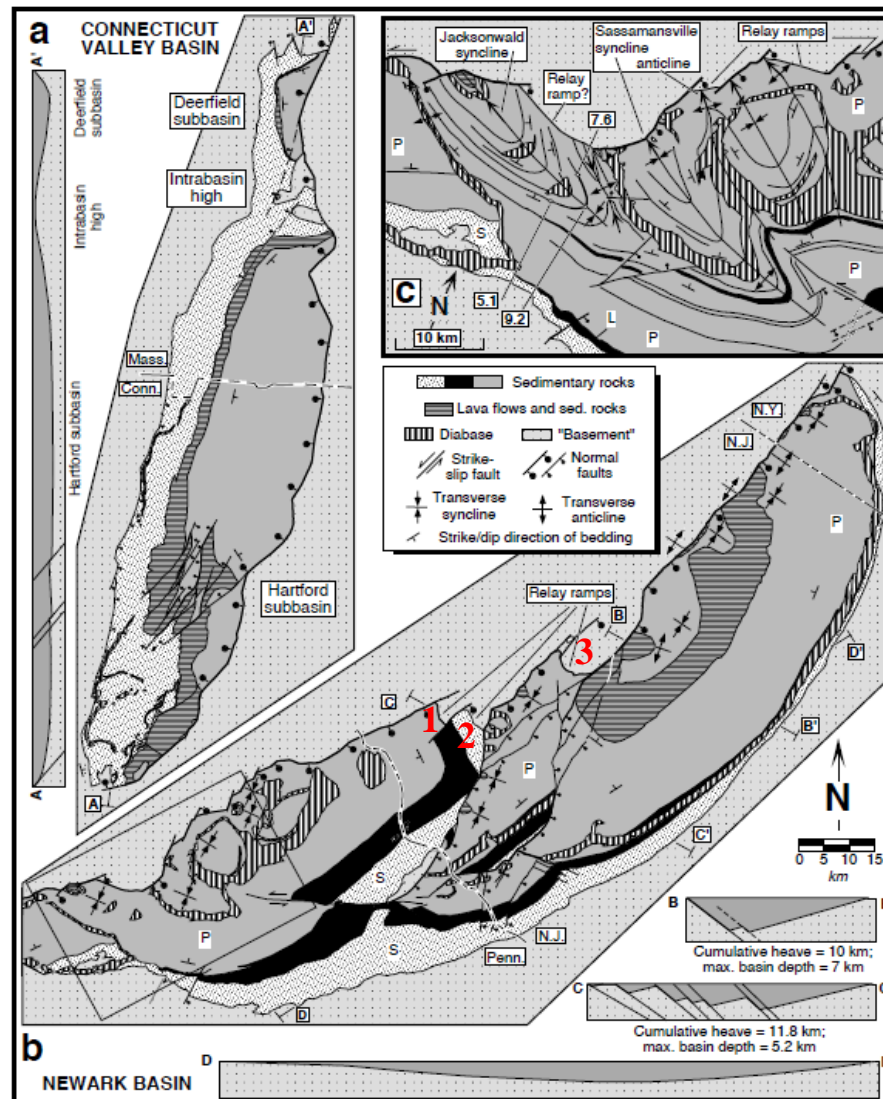 a
CONNECTICUT
VALLEY BASIN
A'
A'
Deerfield
subbasin
Intrabasin
high
Hartford subbasin
A
Deerfield
subbasin
Intrabasin
high
Mass.
Conn.
Hartford
subbasin
A
Jacksonwald
syncline
Sassamansville
syncline
anticline
Relay ramps
Relay
ramp?
7.6
P
P
S
P
c
N
5.1
9.2
L
P
10 km
Sedimentary rocks
Lava flows and sed. rocks
Diabase
"Basement"
Strike-
slip fault
Normal
faults
Transverse
syncline
Transverse
anticline
Strike/dip direction of bedding
N.Y.
N.J.
P
Relay ramps
B
3
C
1
2
D'
B'
P
N
C'
0 5 10 15
km
S
P
N.J.
S
Penn.
D
B
Cumulative heave = 10 km;
max. basin depth = 7 km
C
Cumulative heave = 11.8 km;
max. basin depth = 5.2 km
b
NEWARK BASIN
D